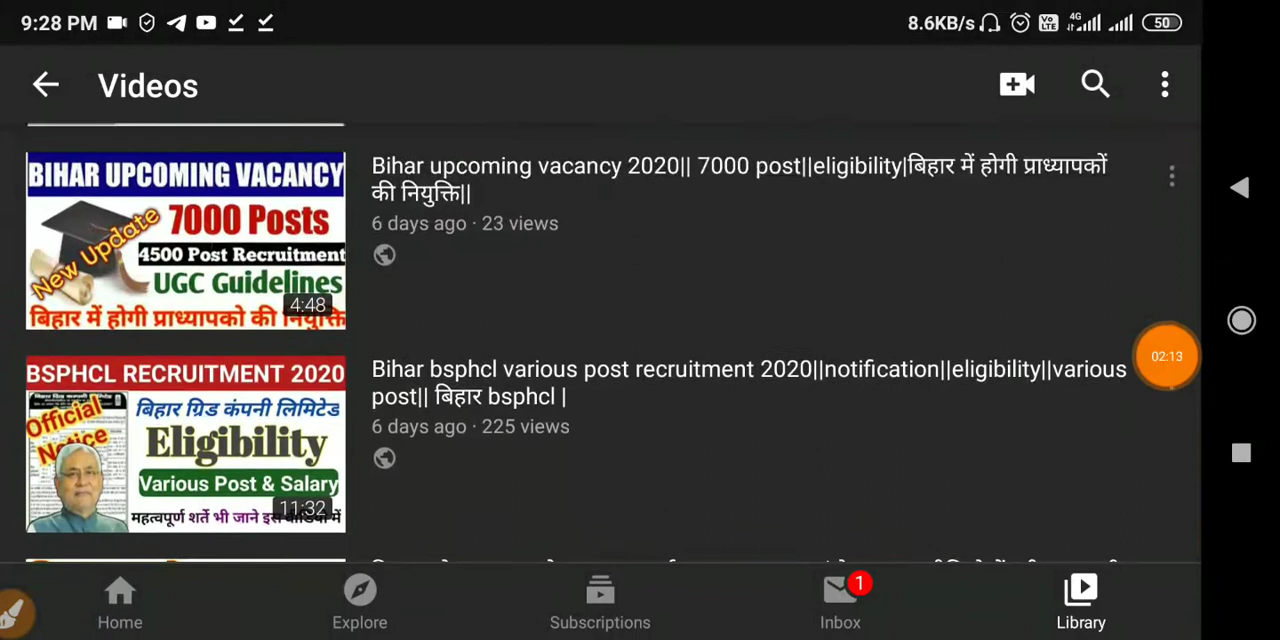 9:28 PM
8.6KB/s
Vo LTE
4G
50
Videos
BIHAR UPCOMING VACANCY
New Update
7000 Posts
4500 Post Recruitment
UGC Guidelines
4:48
बिहार में होगी प्राध्यापको की नियुक्ति
Bihar upcoming vacancy 2020|| 7000 post||eligibility|बिहार में होगी प्राध्यापकों
की नियुक्ति||
6 days ago · 23 views
02:13
BSPHCL RECRUITMENT 2020
Official
Notice
बिहार ग्रिड कंपनी लिमिटेड
Eligibility
Various Post & Salary
11:32
महत्वपूर्ण शर्ते भी जाने इस वीडियो में
Bihar bsphcl various post recruitment 2020||notification||eligibility||various
post|| बिहार bsphcl |
6 days ago · 225 views
Home
Explore
Subscriptions
1
Inbox
Library